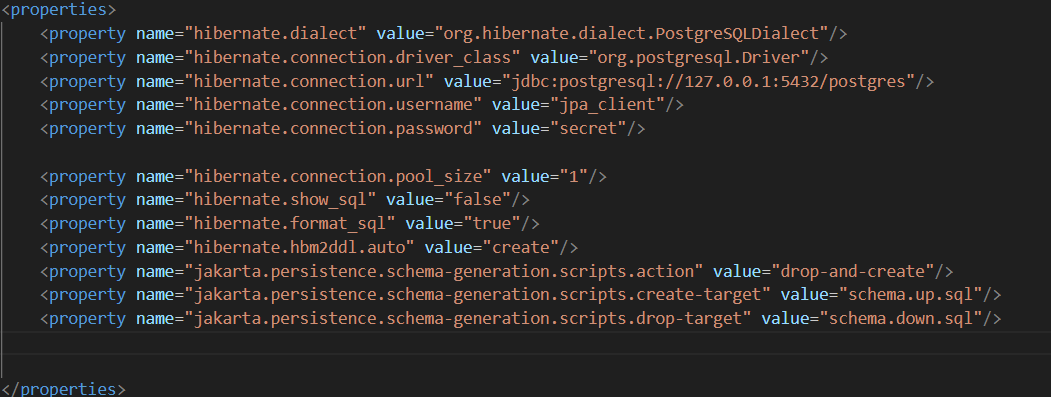 <properties>
<property name="hibernate.dialect" value="org.hibernate.dialect.PostgreSQLDialect"/>
<property name="hibernate.connection.driver_class" value="org.postgresql.Driver"/>
<property name="hibernate.connection.url" value="jdbc:postgresql://127.0.0.1:5432/postgres"/>
<property name="hibernate.connection.username" value="jpa_client"/>
<property name="hibernate.connection.password" value="secret"/>
<property name="hibernate.connection.pool_size" value="1"/>
<property name="hibernate.show_sql" value="false"/>
<property name="hibernate.format_sql" value="true"/>
<property name="hibernate.hbm2ddl.auto" value="create"/>
<property name="jakarta.persistence.schema-generation.scripts.action" value="drop-and-create"/>
<property name="jakarta.persistence.schema-generation.scripts.create-target" value="schema.up.sql"/>
<property name="jakarta.persistence.schema-generation.scripts.drop-target" value="schema.down.sql"/>
</properties>